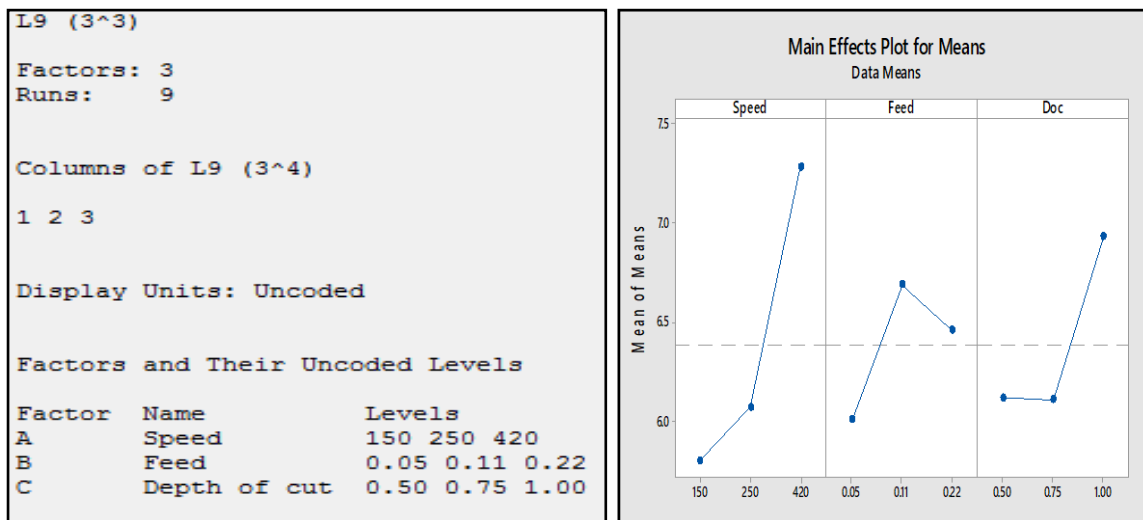 L9 (3^3)
Factors: 3
Runs: 9
Columns of L9 (3^4)
1 2 3
Display Units: Uncoded
Factors and Their Uncoded Levels
Factor Name Levels
A Speed 150 250 420
B Feed 0.05 0.11 0.22
C Depth of cut 0.50 0.75 1.00
Main Effects Plot for Means
Data Means
Speed Feed Doc
Mean of Means
7.5
7.0
6.5
6.0
150 250 420 0.05 0.11 0.22 0.50 0.75 1.00